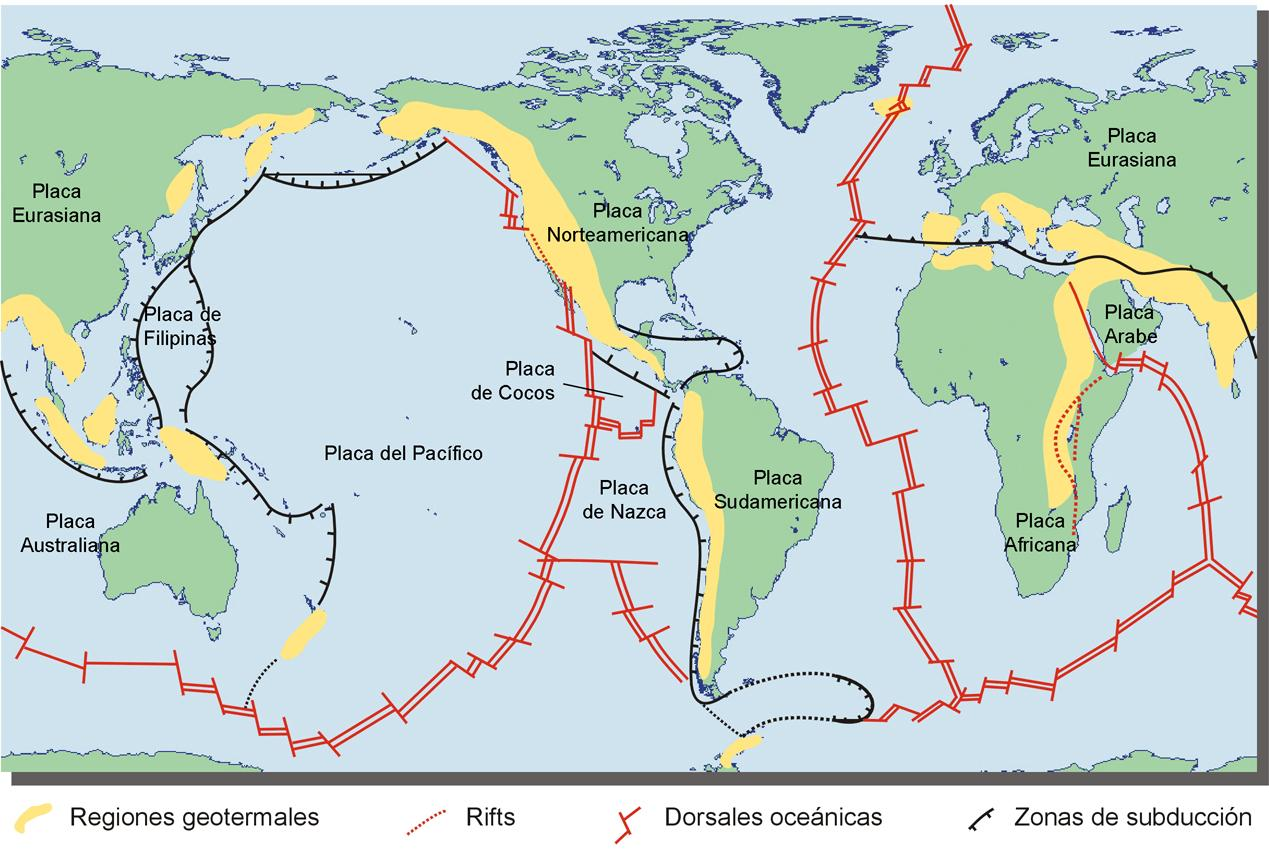 Placa
Eurasiana
Placa
Norteamericana
Placa
Eurasiana
Placa de
Filipinas
Placa
Arabe
Placa
de Cocos
Placa del Pacífico
Placa
de Nazca
Placa
Sudamericana
Placa
Australiana
Placa
Africana
Regiones geotermales
Rifts
Dorsales oceánicas
Zonas de subducción